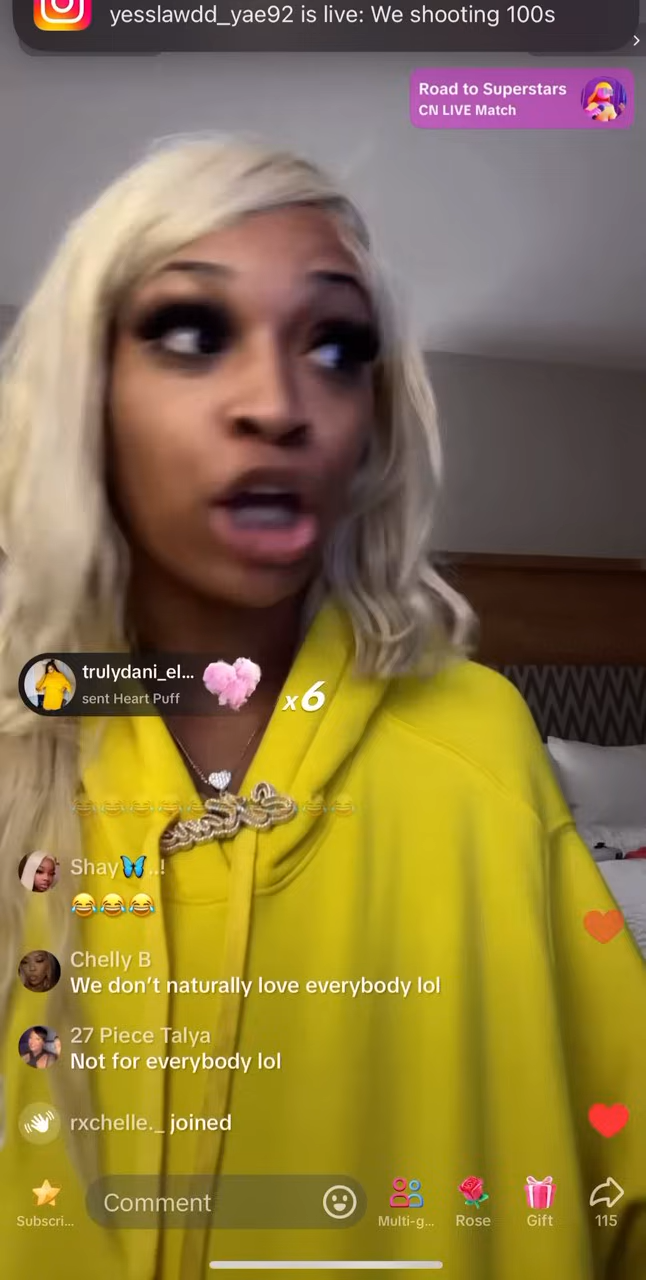 yesslawdd_yae92 is live: We shooting 100s
Road to Superstars
CN LIVE Match
trulydani_el...
sent Heart Puff
x6
😂😂😂😂😂😂😂😂😂😂
Shay🦋..!
😂😂😂
Chelly B
We don't naturally love everybody lol
27 Piece Talya
Not for everybody lol
rxchelle._ joined
Subscri...
Comment
Multi-g...
Rose
Gift
115